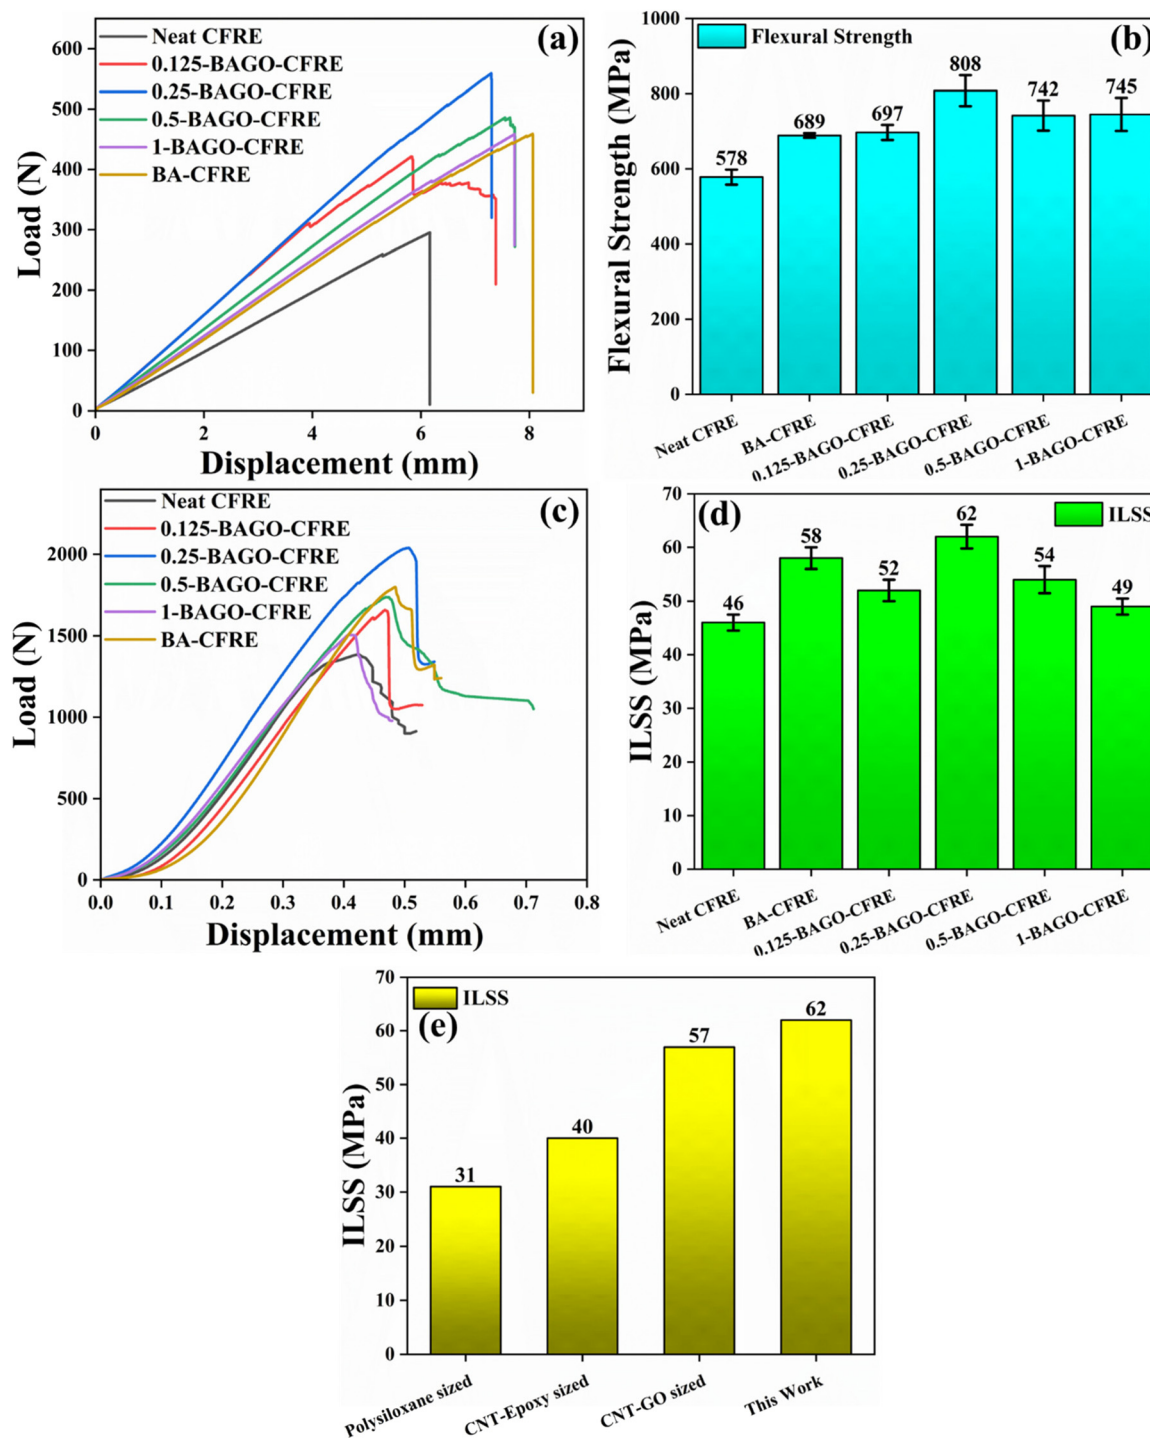 (a)
Neat CFRE
0.125-BAGO-CFRE
0.25-BAGO-CFRE
0.5-BAGO-CFRE
1-BAGO-CFRE
BA-CFRE
600
500
400
300
200
100
0
Load (N)
0 2 4 6 8
Displacement (mm)
(b)
Flexural Strength
1000
800
600
400
200
0
Flexural Strength (MPa)
578
689
697
808
742
745
Neat CFRE
BA-CFRE
0.125-BAGO-CFRE
0.25-BAGO-CFRE
0.5-BAGO-CFRE
1-BAGO-CFRE
(c)
Neat CFRE
0.125-BAGO-CFRE
0.25-BAGO-CFRE
0.5-BAGO-CFRE
1-BAGO-CFRE
BA-CFRE
2000
1500
1000
500
0
Load (N)
0.0 0.1 0.2 0.3 0.4 0.5 0.6 0.7 0.8
Displacement (mm)
(d)
ILSS
70
60
50
40
30
20
10
0
ILSS (MPa)
46
58
52
62
54
49
Neat CFRE
BA-CFRE
0.125-BAGO-CFRE
0.25-BAGO-CFRE
0.5-BAGO-CFRE
1-BAGO-CFRE
ILSS
(e)
70
60
50
40
30
20
10
0
ILSS (MPa)
31
40
57
62
Polysiloxane sized
CNT-Epoxy sized
CNT-GO sized
This Work